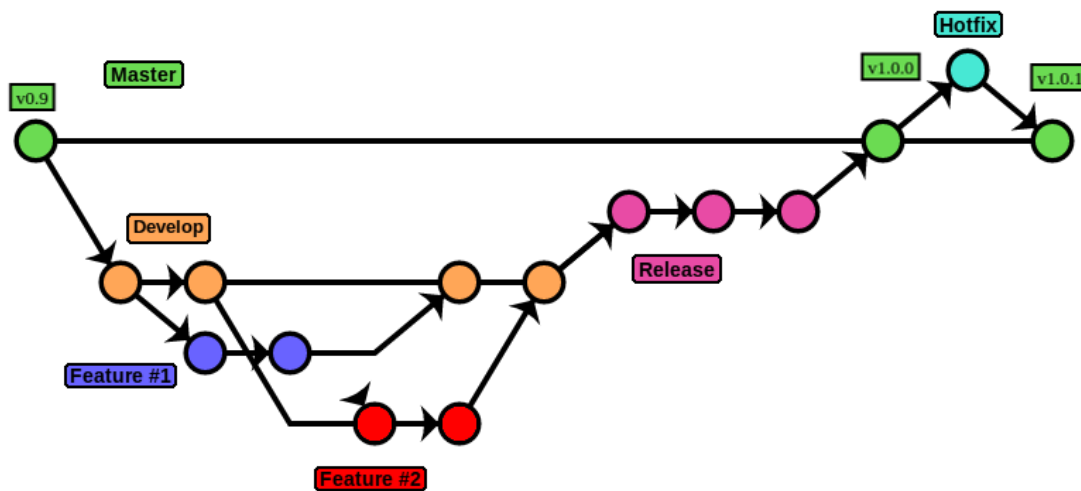 Hotfix
Master
v1.0.0
v1.0.1
v0.9
Develop
Release
Feature #1
Feature #2